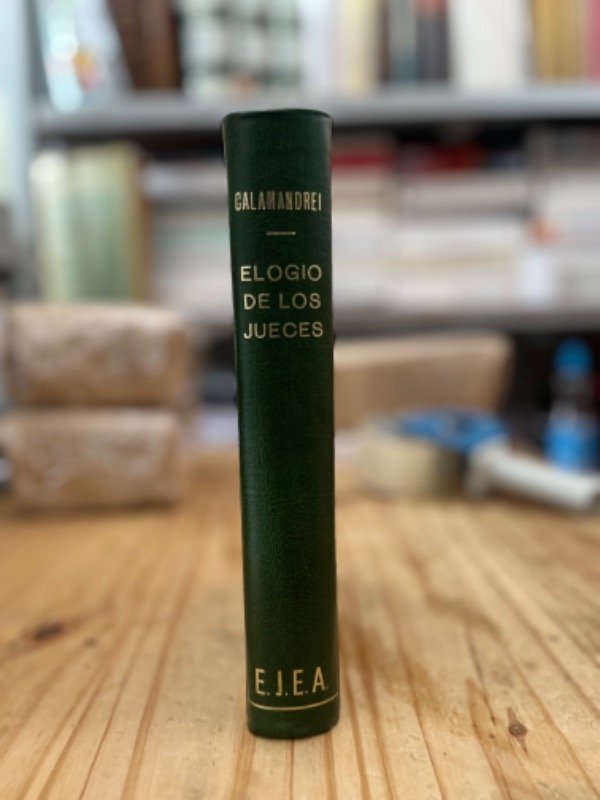 CALAMANDREI
ELOGIO
DE LOS
JUECES
E.J.E.A.